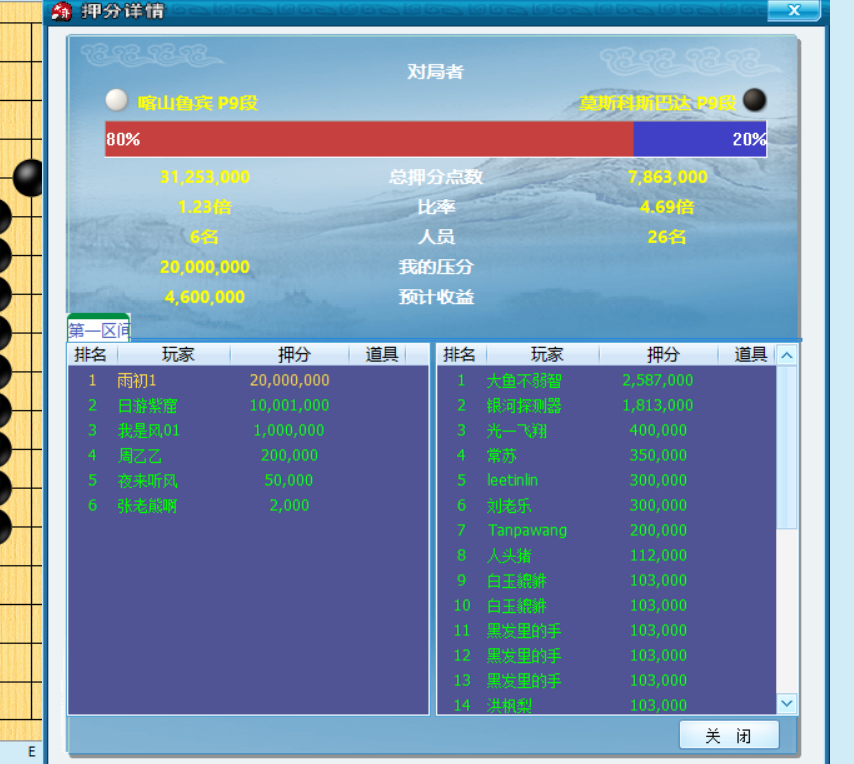 押分详情
对局者
喀山鲁宾 P9段 莫斯科斯巴达 P9段
80% 20%
31,253,000 总押分点数 7,863,000
1.23倍 比率 4.69倍
6名 人员 26名
20,000,000 我的压分
4,600,000 预计收益
第一区间
排名 玩家 押分 道具 排名 玩家 押分 道具
1 雨初1 20,000,000 1 大鱼不弱智 2,587,000
2 日游紫窟 10,001,000 2 银河探测器 1,813,000
3 我是风01 1,000,000 3 光一飞翔 400,000
4 周乙乙 200,000 4 常苏 350,000
5 夜来听风 50,000 5 leetinlin 300,000
6 张老熊啊 2,000 6 刘老乐 300,000
7 Tanpawang 200,000
8 人头猪 112,000
9 白玉貔貅 103,000
10 白玉貔貅 103,000
11 黑发里的手 103,000
12 黑发里的手 103,000
13 黑发里的手 103,000
14 洪枫梨 103,000
关 闭
E